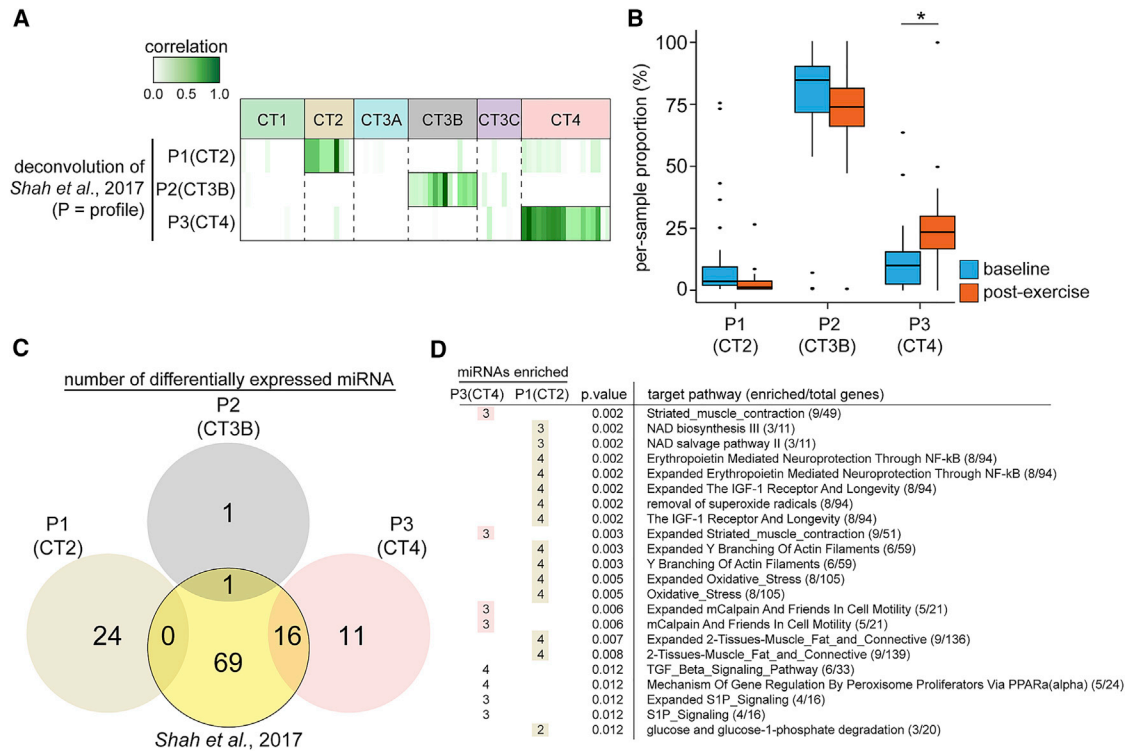 A
correlation
0.0 0.5 1.0
CT1 CT2 CT3A CT3B CT3C CT4
deconvolution of
Shah et al., 2017
(P = profile)
P1(CT2)
P2(CT3B)
P3(CT4)
B
*
per-sample proportion (%)
100
75
50
25
0
P1
(CT2)
P2
(CT3B)
P3
(CT4)
baseline
post-exercise
C
number of differentially expressed miRNA
P2
(CT3B)
P1
(CT2)
P3
(CT4)
1
1
24 0 16 11
69
Shah et al., 2017
D
miRNAs enriched
P3(CT4) P1(CT2) p.value target pathway (enriched/total genes)
3 0.002 Striated_muscle_contraction (9/49)
3 0.002 NAD biosynthesis III (3/11)
3 0.002 NAD salvage pathway II (3/11)
4 0.002 Erythropoietin Mediated Neuroprotection Through NF-kB (8/94)
4 0.002 Expanded Erythropoietin Mediated Neuroprotection Through NF-kB (8/94)
4 0.002 Expanded The IGF-1 Receptor And Longevity (8/94)
4 0.002 removal of superoxide radicals (8/94)
4 0.002 The IGF-1 Receptor And Longevity (8/94)
3 0.003 Expanded Striated_muscle_contraction (9/51)
4 0.003 Expanded Y Branching Of Actin Filaments (6/59)
4 0.003 Y Branching Of Actin Filaments (6/59)
4 0.005 Expanded Oxidative_Stress (8/105)
4 0.005 Oxidative_Stress (8/105)
3 0.006 Expanded mCalpain And Friends In Cell Motility (5/21)
3 0.006 mCalpain And Friends In Cell Motility (5/21)
4 0.007 Expanded 2-Tissues-Muscle_Fat_and_Connective (9/136)
4 0.008 2-Tissues-Muscle_Fat_and_Connective (9/139)
4 0.012 TGF_Beta_Signaling_Pathway (6/33)
4 0.012 Mechanism Of Gene Regulation By Peroxisome Proliferators Via PPARa(alpha) (5/24)
3 0.012 Expanded S1P_Signaling (4/16)
3 0.012 S1P_Signaling (4/16)
2 0.012 glucose and glucose-1-phosphate degradation (3/20)